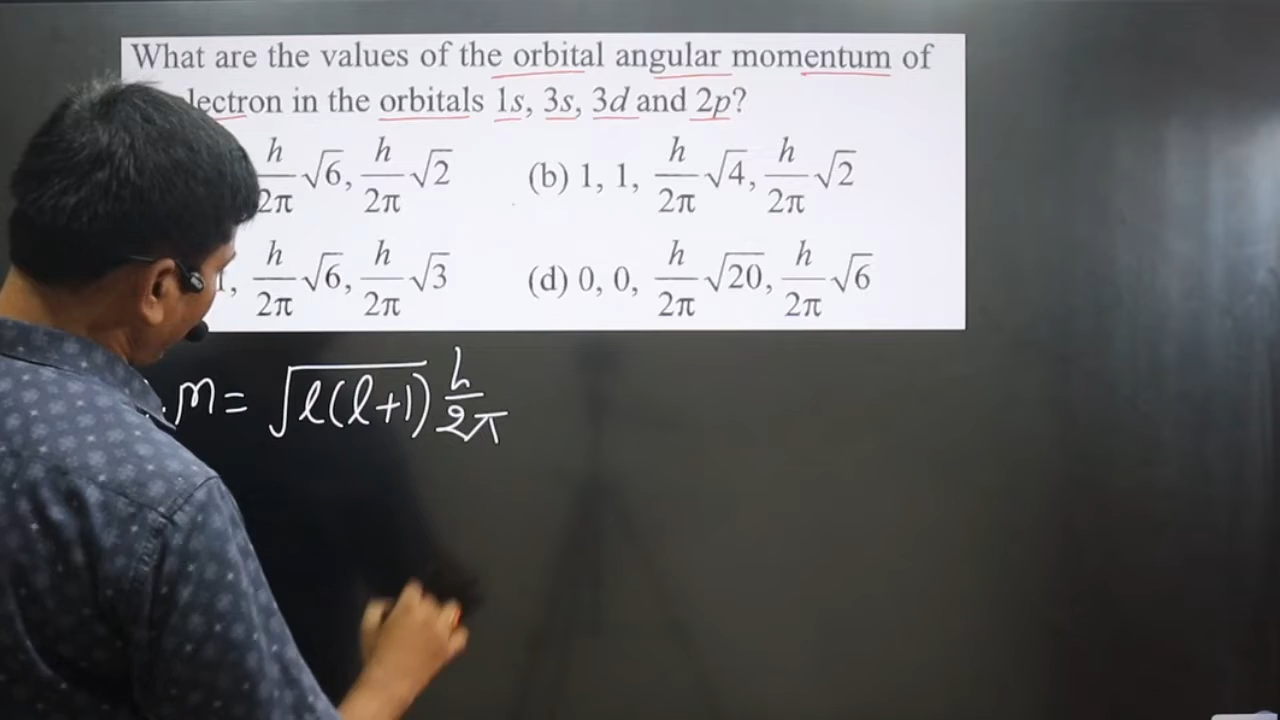 What are the values of the orbital angular momentum of
lectron in the orbitals 1s, 3s, 3d and 2p?
h/2π √6, h/2π √2 (b) 1, 1, h/2π √4, h/2π √2
1, h/2π √6, h/2π √3 (d) 0, 0, h/2π √20, h/2π √6
.m = √l(l+1) h/2π